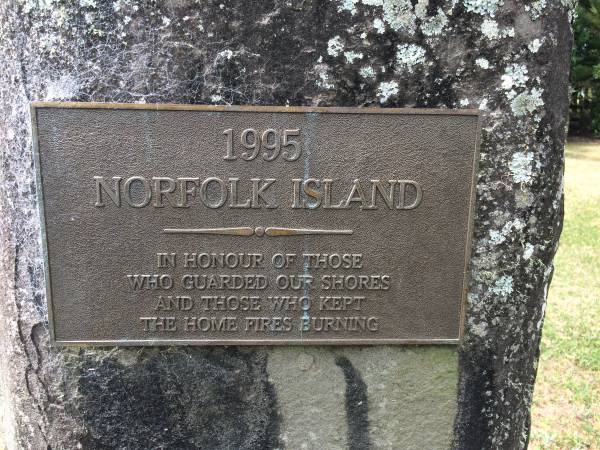 1995
NORFOLK ISLAND
IN HONOUR OF THOSE
WHO GUARDED OUR SHORES
AND THOSE WHO KEPT
THE HOME FIRES BURNING